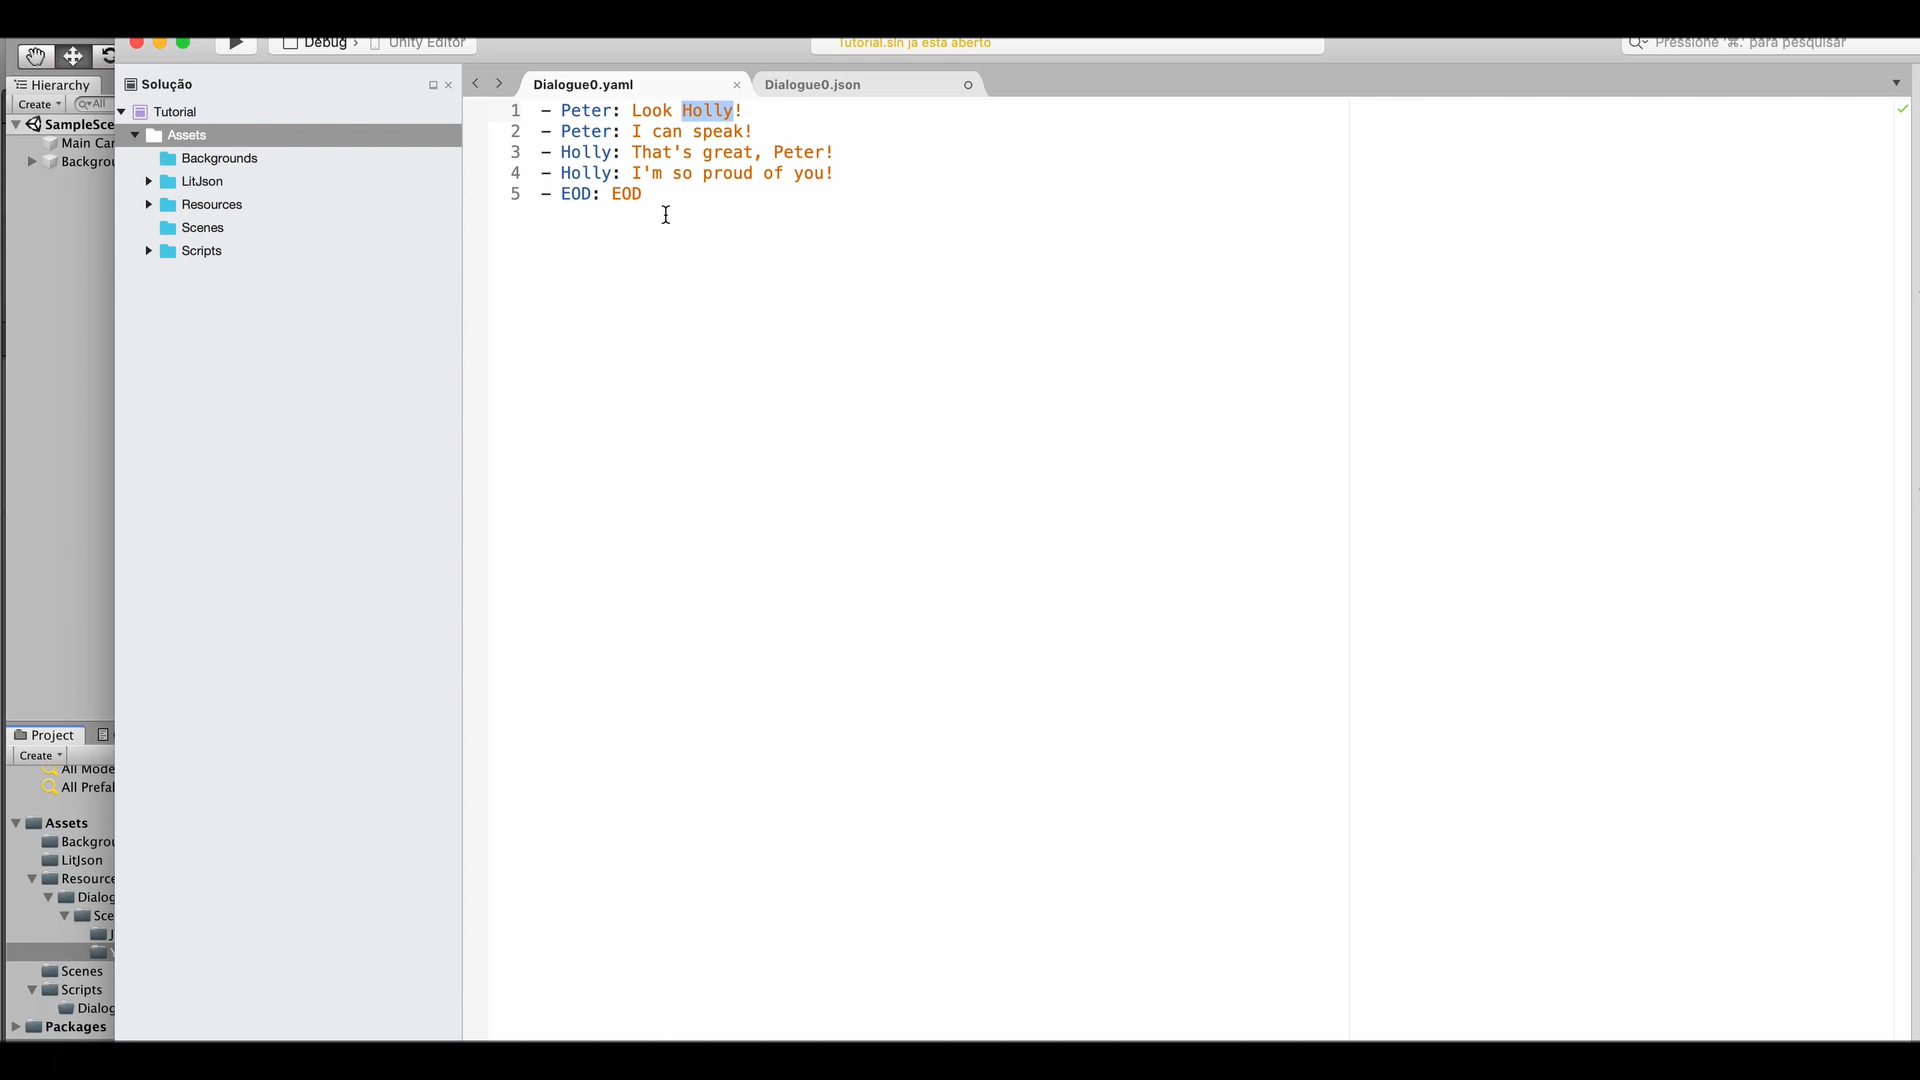 Debug › Unity Editor
Tutorial.sln já está aberto
Pressione '⌘.' para pesquisar
Hierarchy
Create
All
SampleSce
Main Car
Backgrou
Solução
Tutorial
Assets
Backgrounds
LitJson
Resources
Scenes
Scripts
Dialogue0.yaml
Dialogue0.json
1 - Peter: Look Holly!
2 - Peter: I can speak!
3 - Holly: That's great, Peter!
4 - Holly: I'm so proud of you!
5 - EOD: EOD
Project
Create
All Mode
All Prefal
Assets
Backgrou
LitJson
Resource
Dialog
Sce
Scenes
Scripts
Dialog
Packages